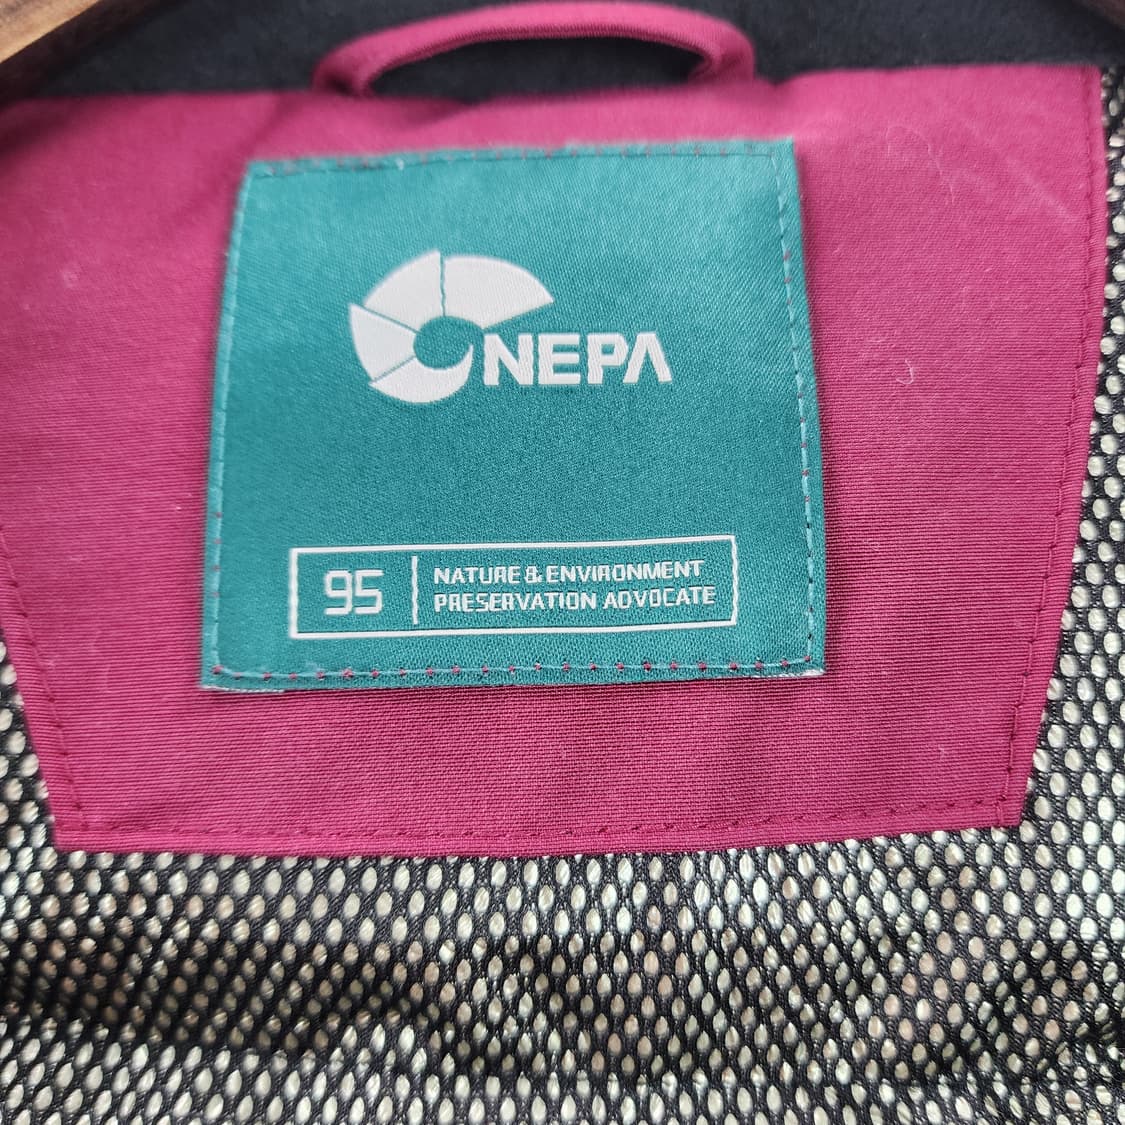 NEPA
95
NATURE & ENVIRONMENT
PRESERVATION ADVOCATE